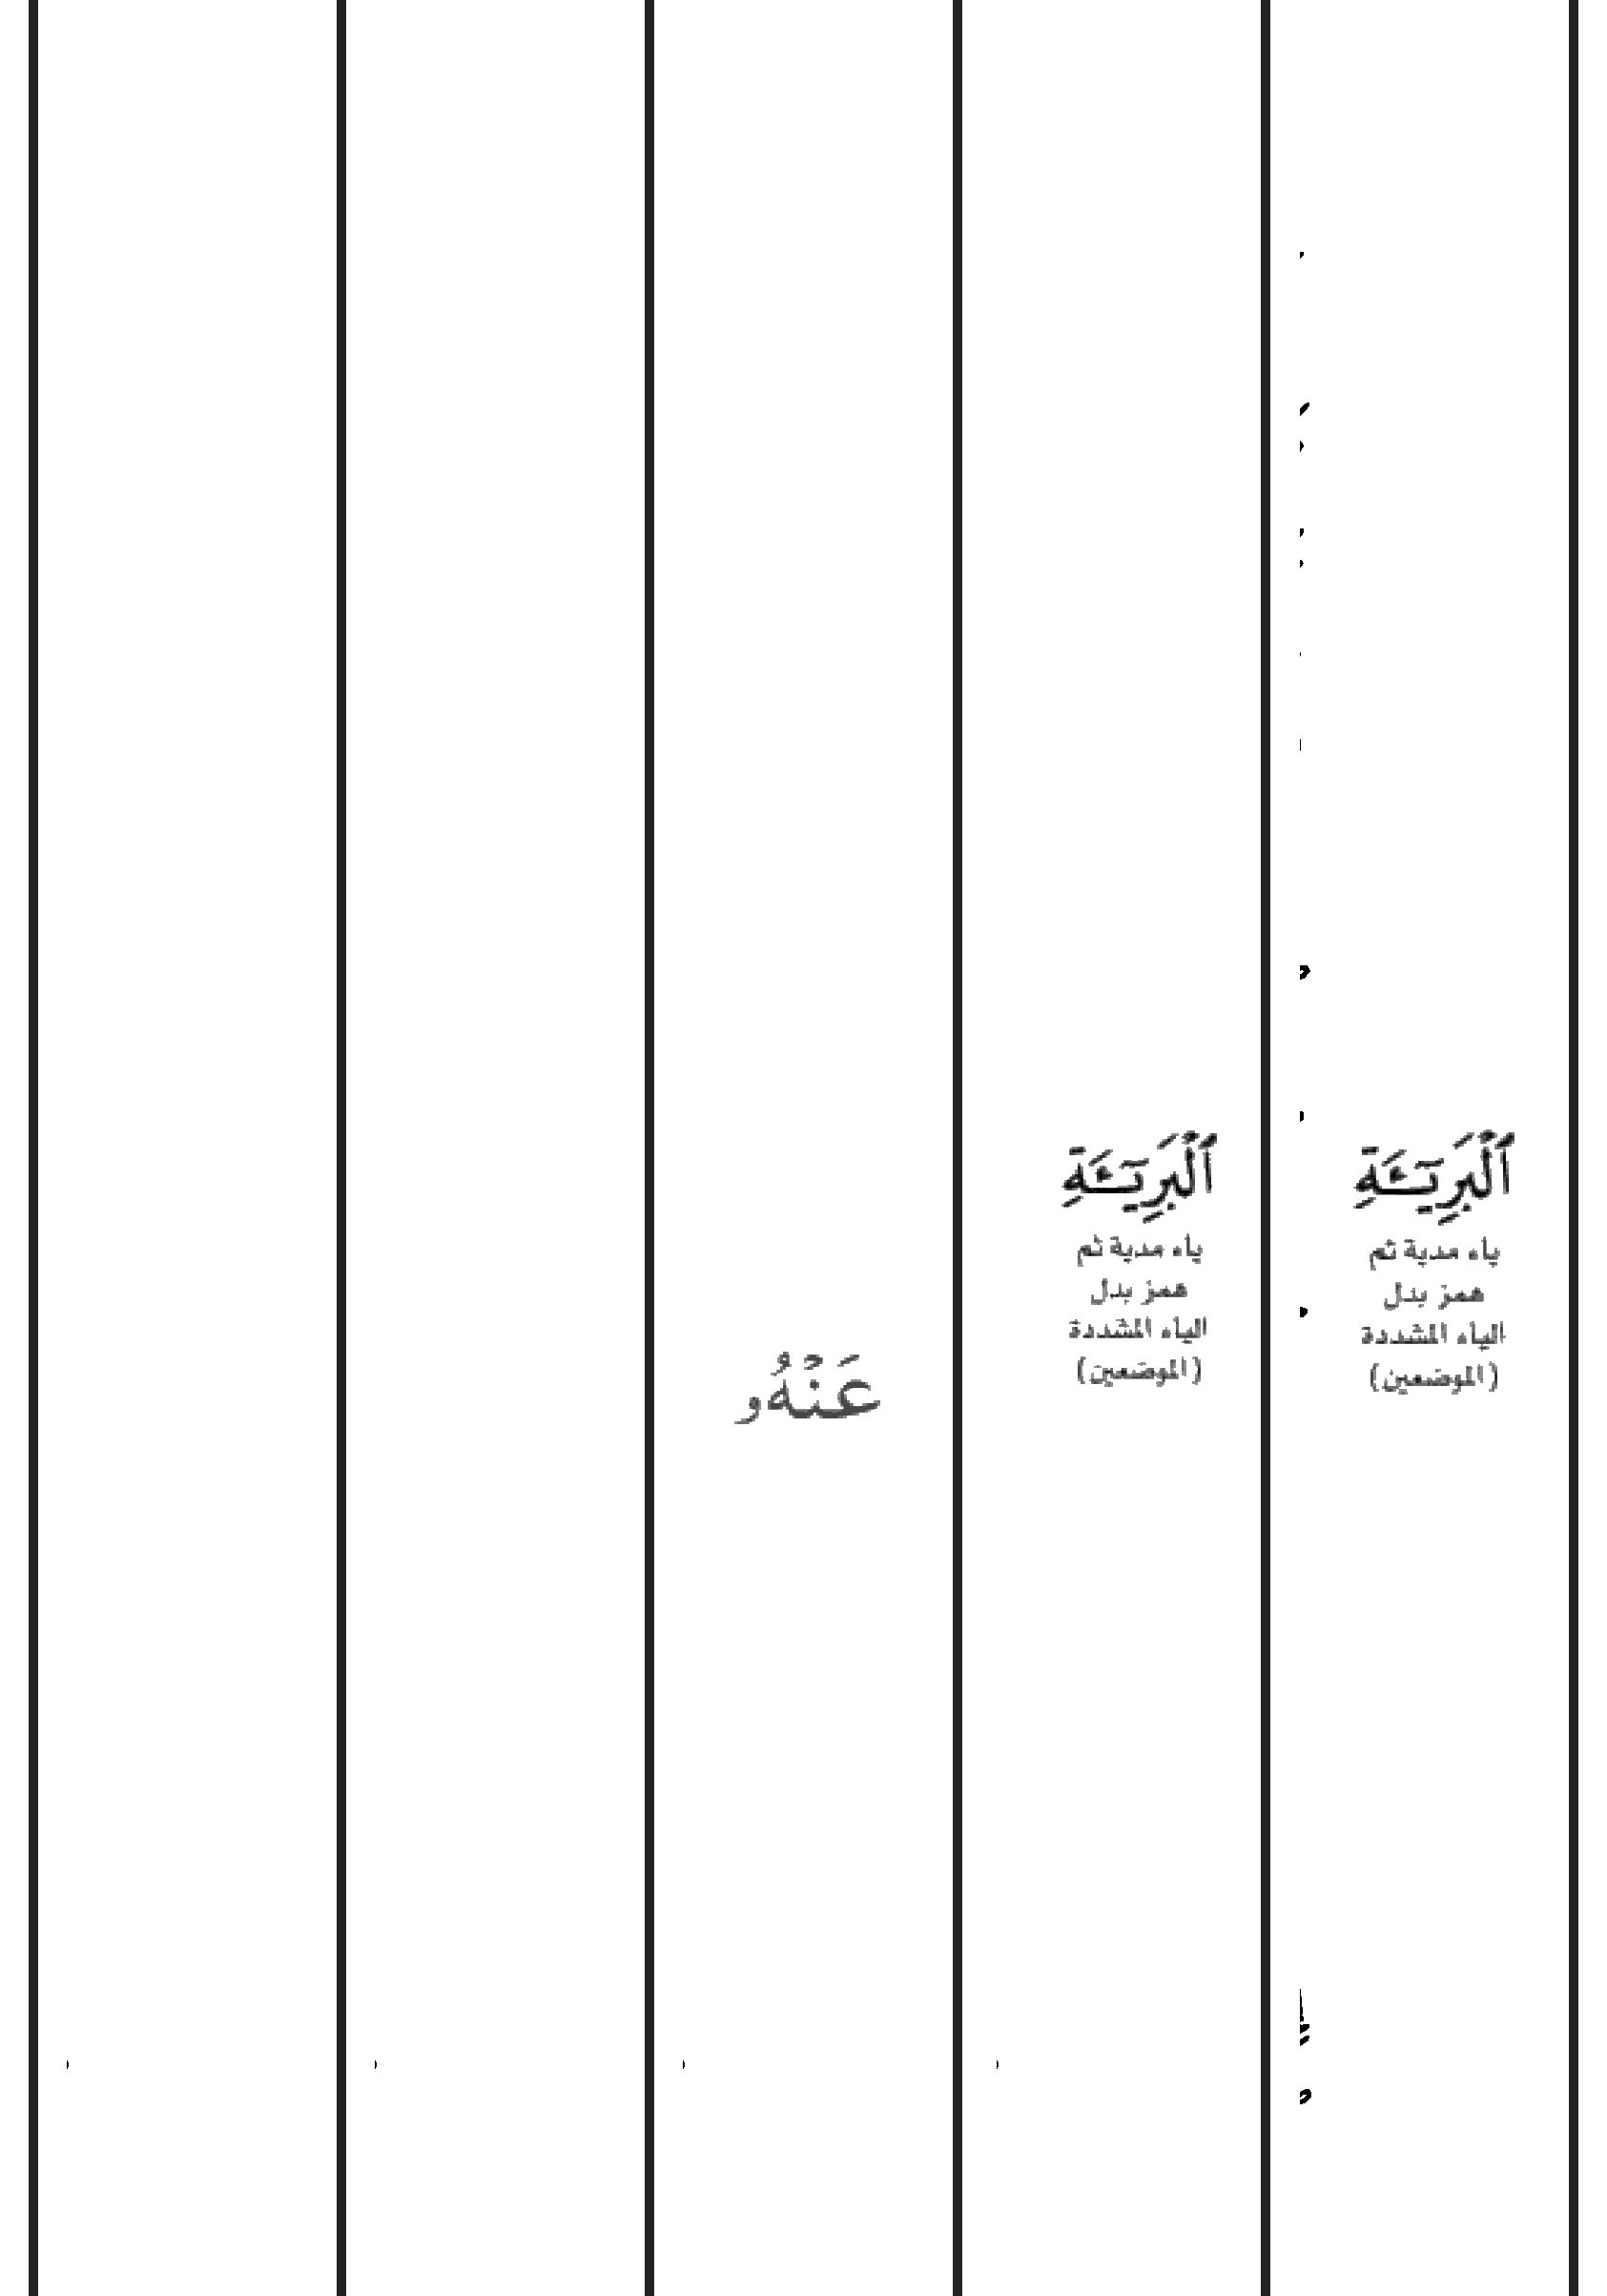 ٱلْبَرِيٓـَٔةِ
ياء مدية ثم
همز بدل
الياء المشددة
(الموضعين)
ٱلْبَرِيٓـَٔةِ
ياء مدية ثم
همز بدل
الياء المشددة
(الموضعين)
عَنْهُۥ